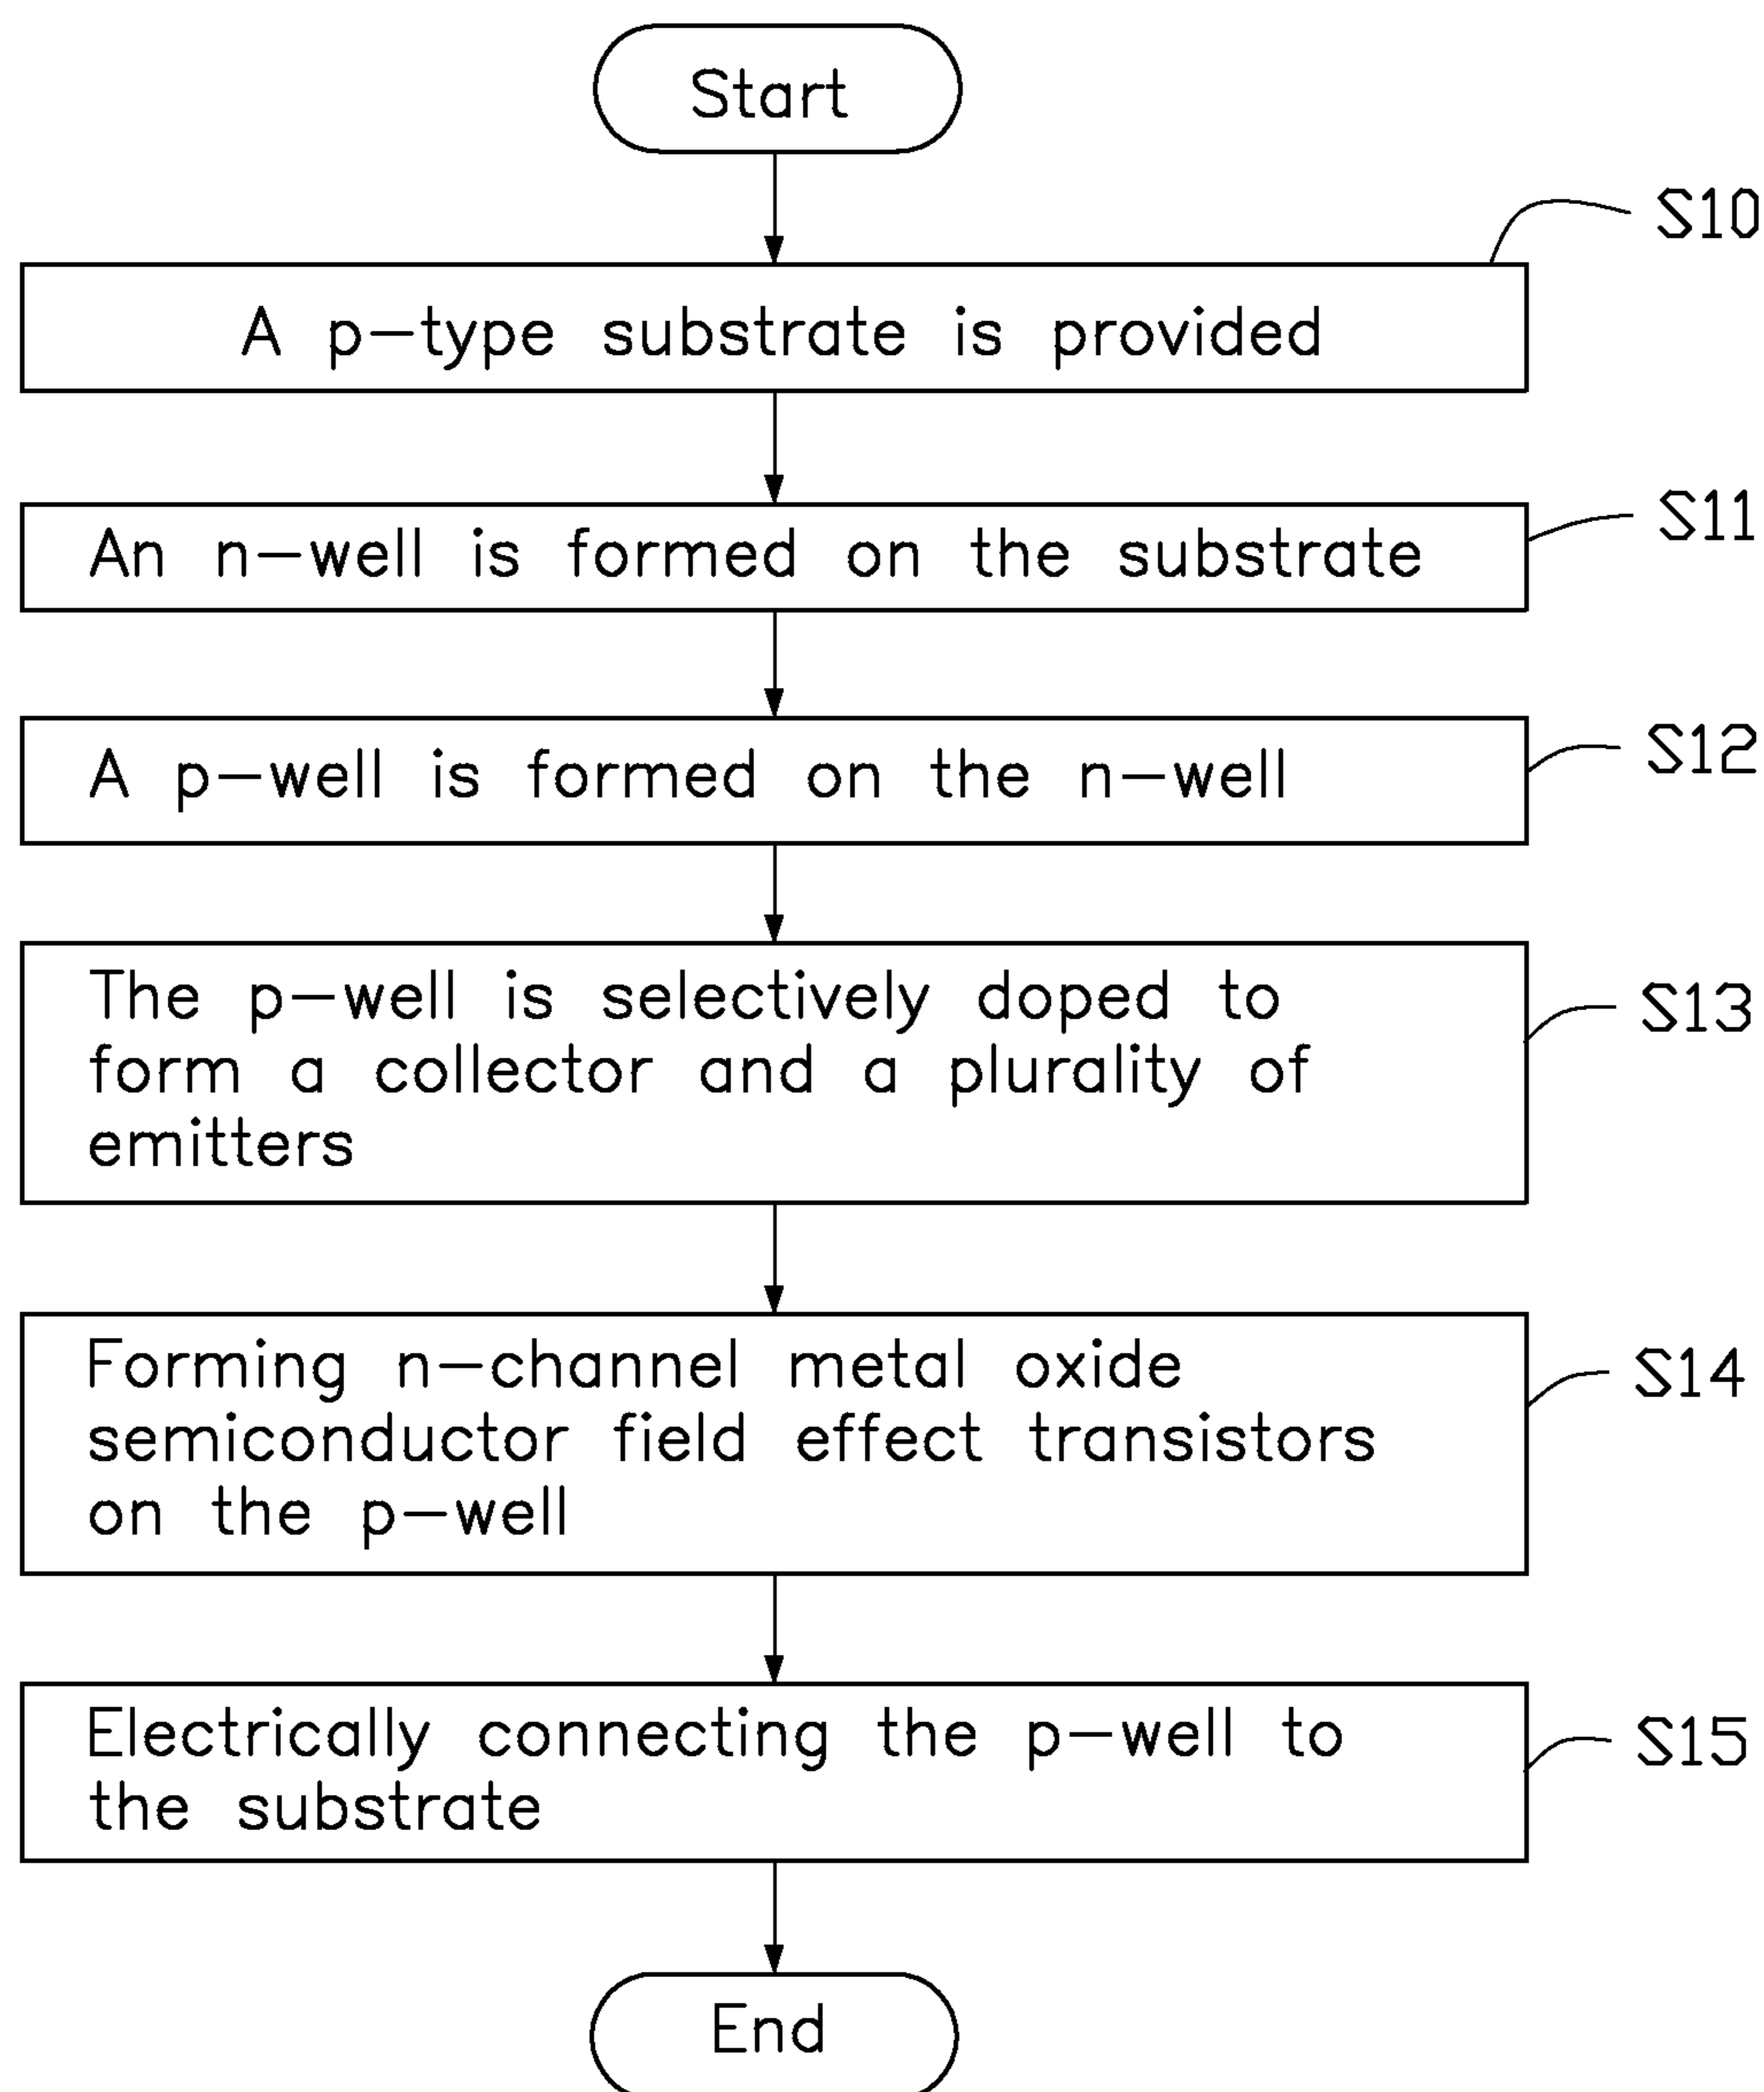 Start
S10
A p-type substrate is provided
S11
An n-well is formed on the substrate
S12
A p-well is formed on the n-well
S13
The p-well is selectively doped to
form a collector and a plurality of
emitters
S14
Forming n-channel metal oxide
semiconductor field effect transistors
on the p-well
S15
Electrically connecting the p-well to
the substrate
End